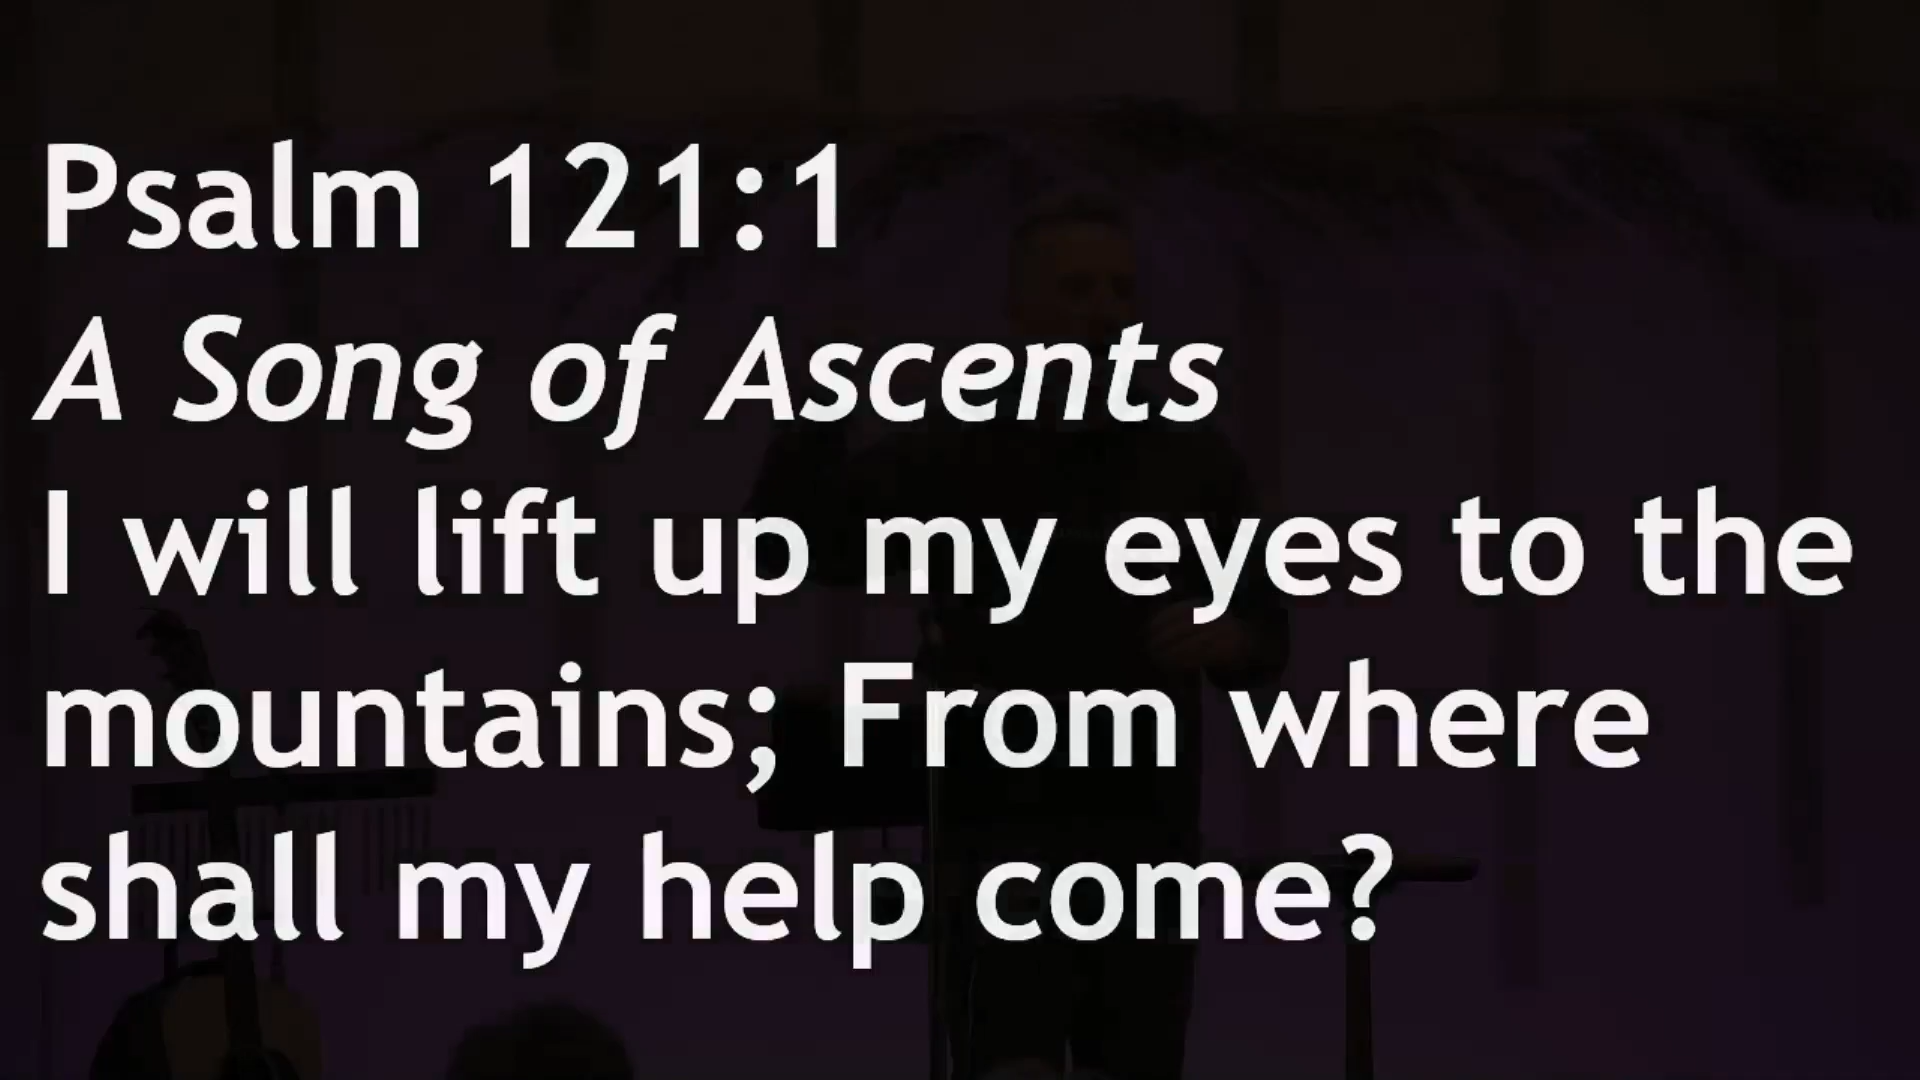 Psalm 121:1
A Song of Ascents
I will lift up my eyes to the
mountains; From where
shall my help come?